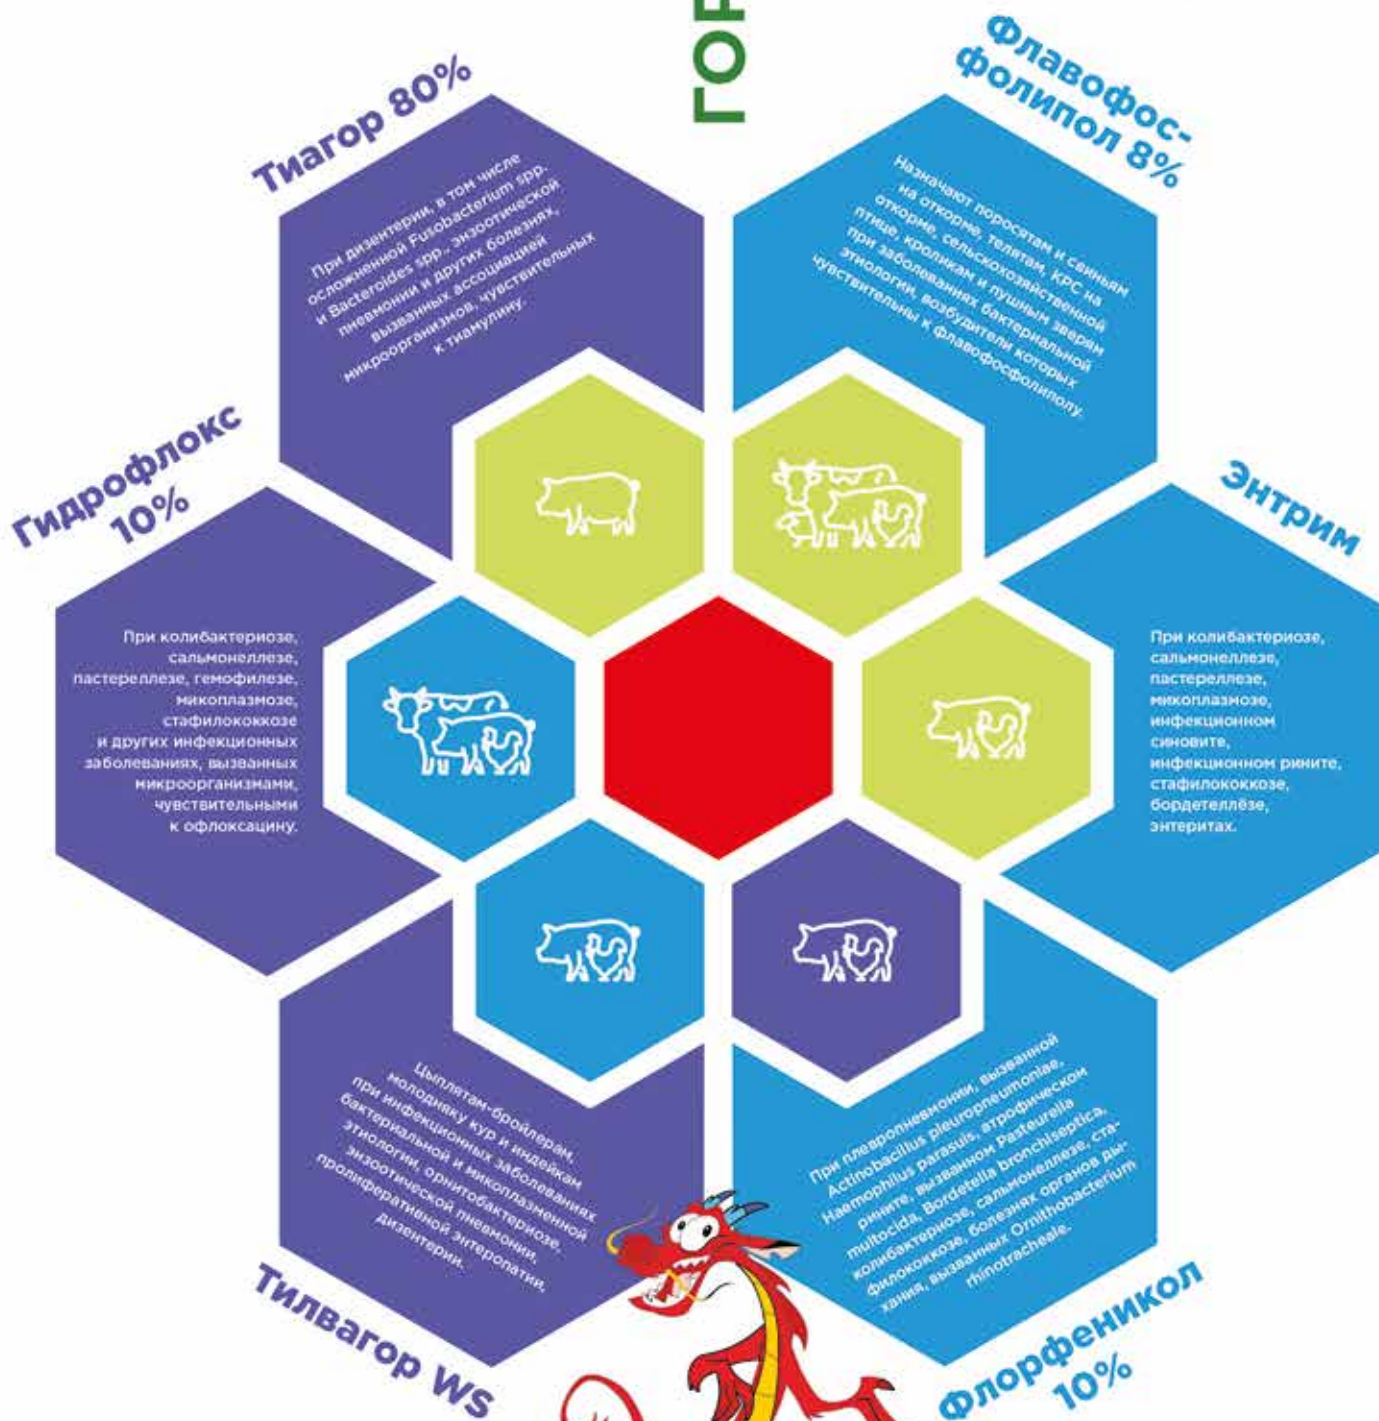 ГОР
Тиагор 80%
При дизентерии, в том числе
осложненной Fusobacterium spp.
и Bacteroides spp., энзоотической
пневмонии и других болезнях,
вызванных ассоциацией
микроорганизмов, чувствительных
к тиамулину.
Флавофос-
фолипол 8%
Назначают поросятам и свиньям
на откорме, телятам, КРС на
откорме, сельскохозяйственной
птице, кроликам и пушным зверям
при заболеваниях бактериальной
этиологии, возбудители которых
чувствительны к флавофосфолиполу.
Гидрофлокс
10%
При колибактериозе,
сальмонеллезе,
пастереллезе, гемофилезе,
микоплазмозе,
стафилококкозе
и других инфекционных
заболеваниях, вызванных
микроорганизмами,
чувствительными
к офлоксацину.
Энтрим
При колибактериозе,
сальмонеллезе,
пастереллезе,
микоплазмозе,
инфекционном
синовите,
инфекционном рините,
стафилококкозе,
бордетеллёзе,
энтеритах.
Цыплятам-бройлерам,
молодняку кур и индейкам
при инфекционных заболеваниях
бактериальной и микоплазменной
этиологии, орнитобактериозе,
энзоотической пневмонии,
пролиферативной энтеропатии,
дизентерии.
Тилвагор WS
При плевропневмонии, вызванной
Actinobacillus pleuropneumoniae,
Haemophilus parasuis, атрофическом
рините, вызванном Pasteurella
multocida, Bordetella bronchiseptica,
колибактериозе, сальмонеллезе, ста-
филококкозе, болезнях органов ды-
хания, вызванных Ornithobacterium
rhinotracheale.
Флорфеникол
10%